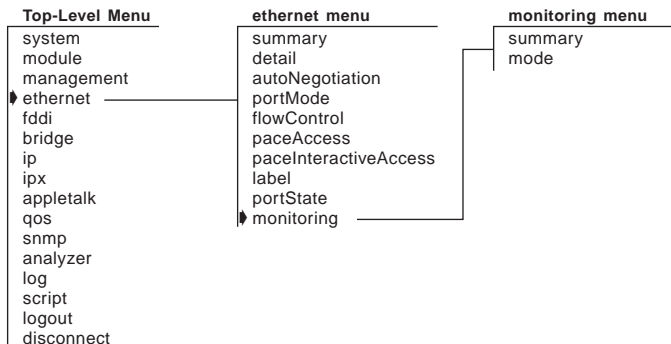 Top-Level Menu
system
module
management
ethernet
fddi
bridge
ip
ipx
appletalk
qos
snmp
analyzer
log
script
logout
disconnect
ethernet menu
summary
detail
autoNegotiation
portMode
flowControl
paceAccess
paceInteractiveAccess
label
portState
monitoring
monitoring menu
summary
mode